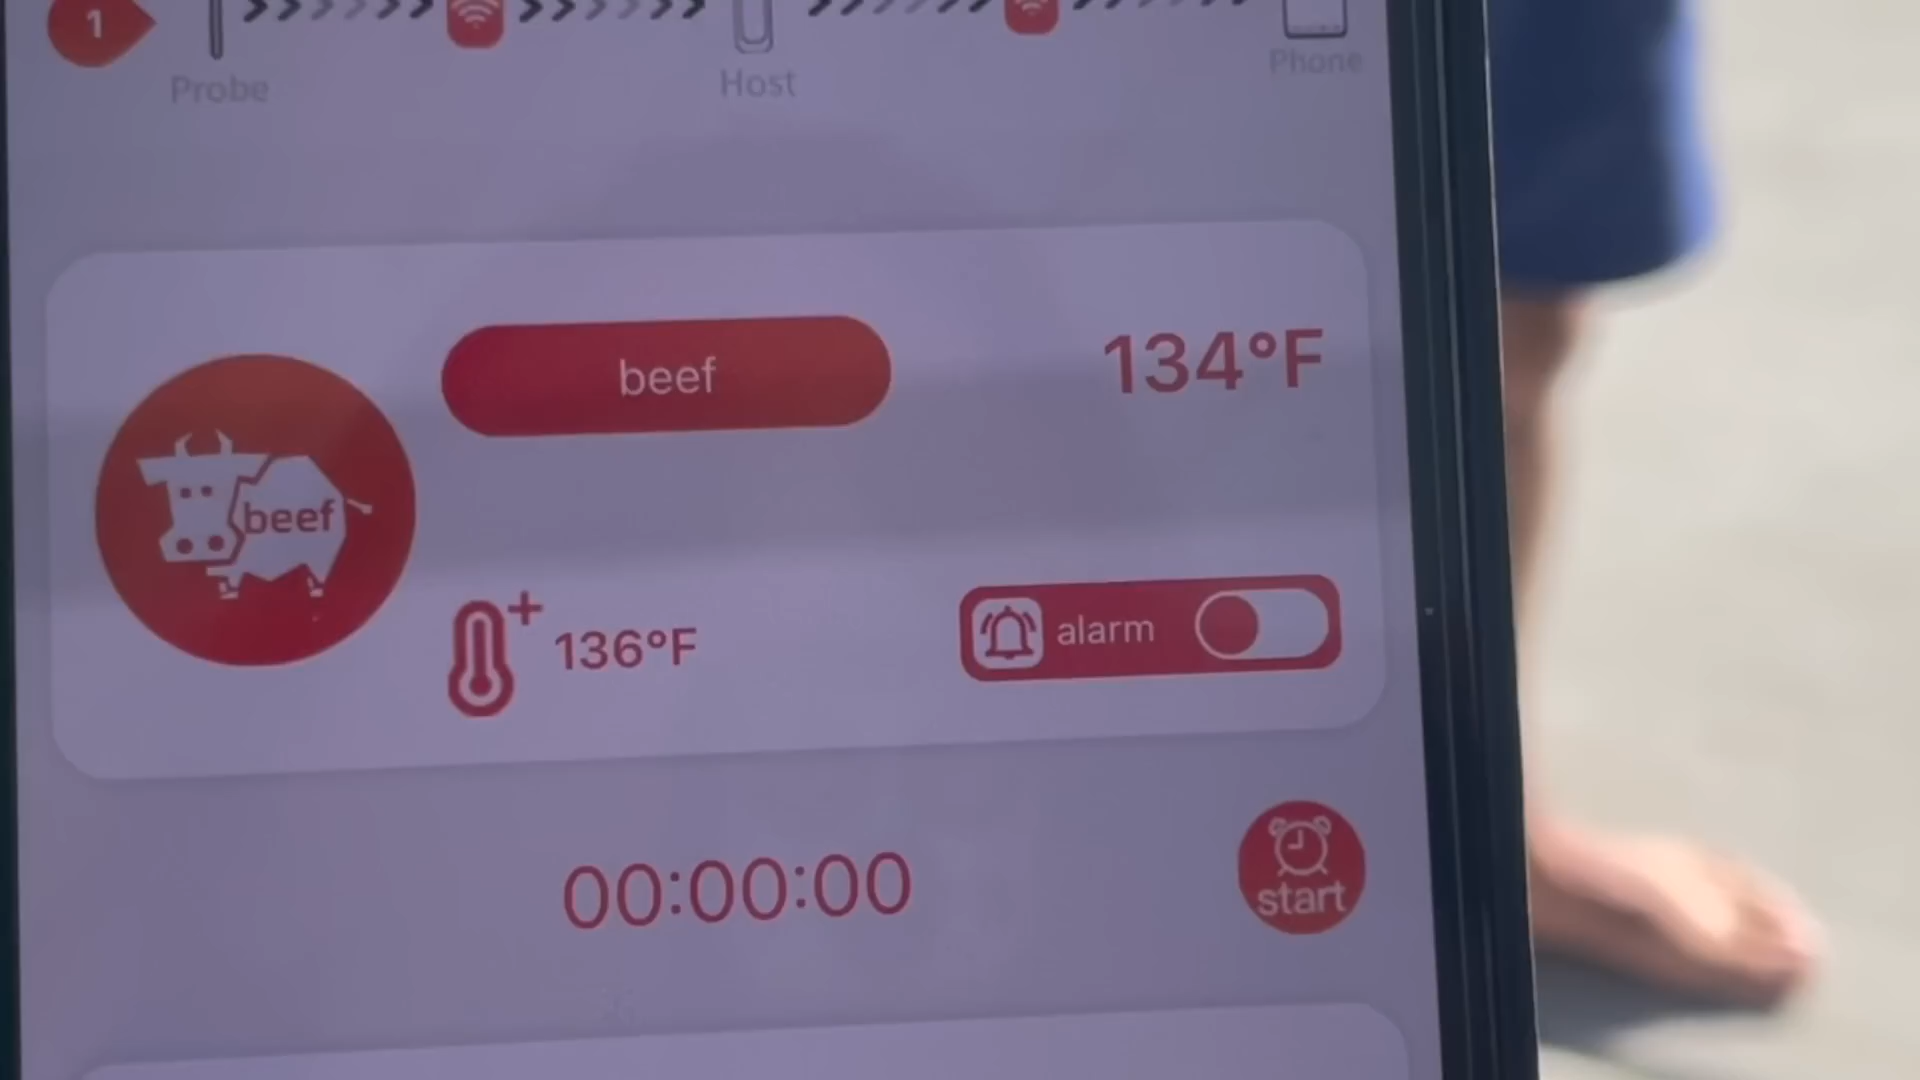 1
Probe
Host
Phone
beef
134°F
beef
136°F
alarm
00:00:00
start